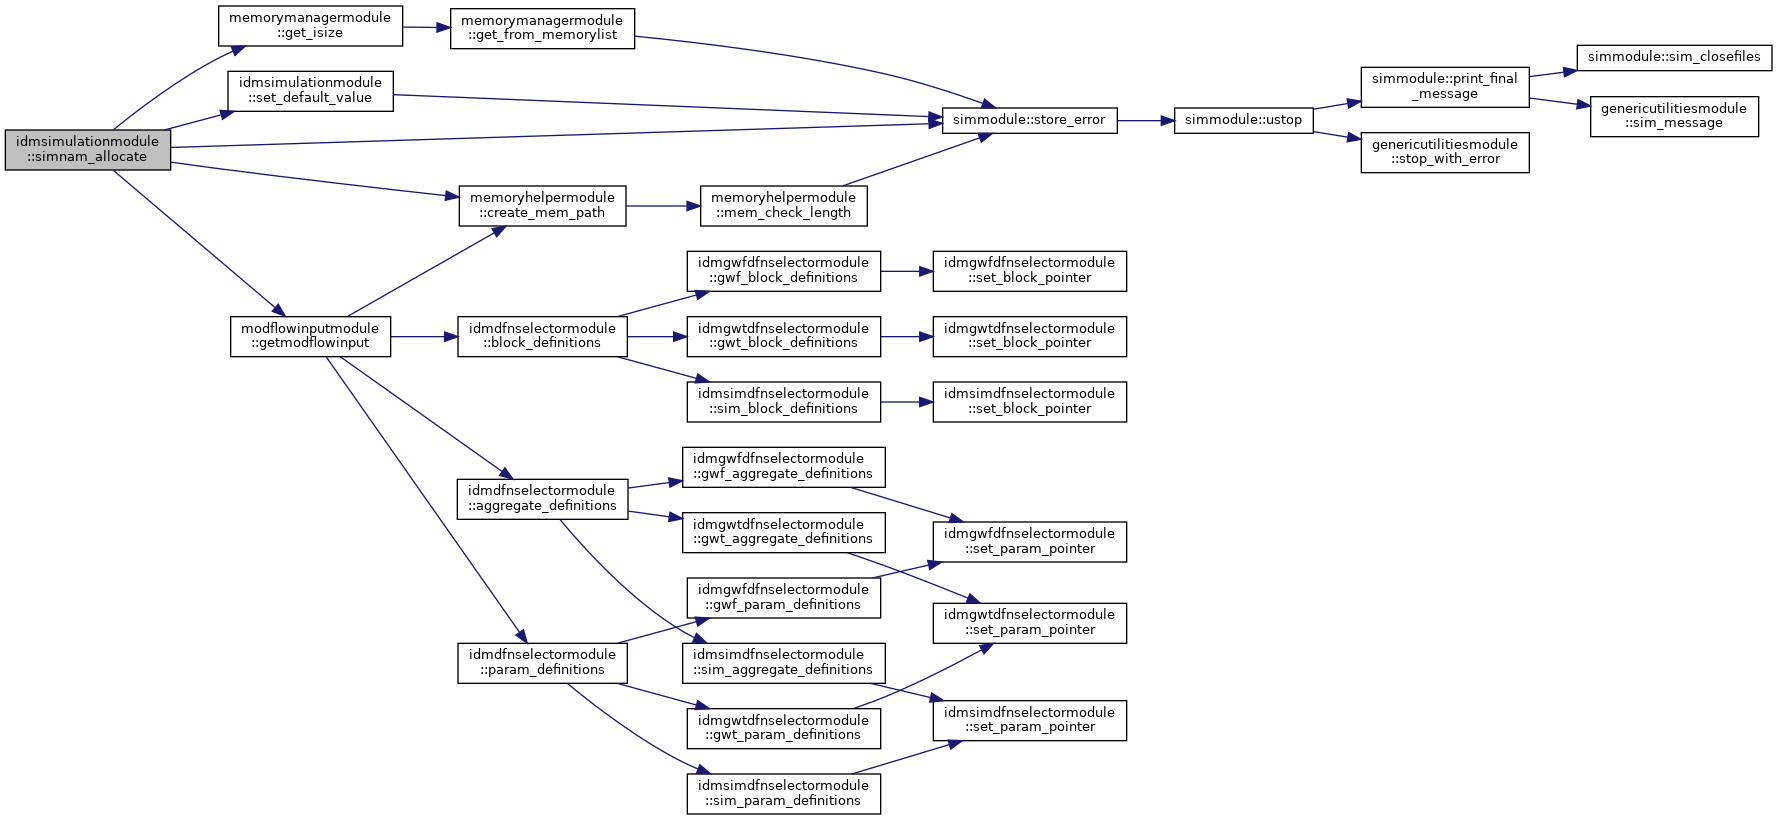 memorymanagermodule
::get_isize
memorymanagermodule
::get_from_memorylist
simmodule::sim_closefiles
simmodule::print_final
_message
idmsimulationmodule
::set_default_value
genericutilitiesmodule
::sim_message
simmodule::store_error
simmodule::ustop
idmsimulationmodule
::simnam_allocate
genericutilitiesmodule
::stop_with_error
memoryhelpermodule
::create_mem_path
memoryhelpermodule
::mem_check_length
idmgwfdfnselectormodule
::gwf_block_definitions
idmgwfdfnselectormodule
::set_block_pointer
modflowinputmodule
::getmodflowinput
idmdfnselectormodule
::block_definitions
idmgwtdfnselectormodule
::gwt_block_definitions
idmgwtdfnselectormodule
::set_block_pointer
idmsimdfnselectormodule
::sim_block_definitions
idmsimdfnselectormodule
::set_block_pointer
idmgwfdfnselectormodule
::gwf_aggregate_definitions
idmdfnselectormodule
::aggregate_definitions
idmgwtdfnselectormodule
::gwt_aggregate_definitions
idmgwfdfnselectormodule
::set_param_pointer
idmgwfdfnselectormodule
::gwf_param_definitions
idmgwtdfnselectormodule
::set_param_pointer
idmdfnselectormodule
::param_definitions
idmsimdfnselectormodule
::sim_aggregate_definitions
idmgwtdfnselectormodule
::gwt_param_definitions
idmsimdfnselectormodule
::set_param_pointer
idmsimdfnselectormodule
::sim_param_definitions